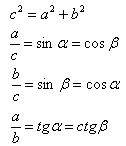 c² = a² + b²
a/c = sin α = cos β
b/c = sin β = cos α
a/b = tgα = ctgβ